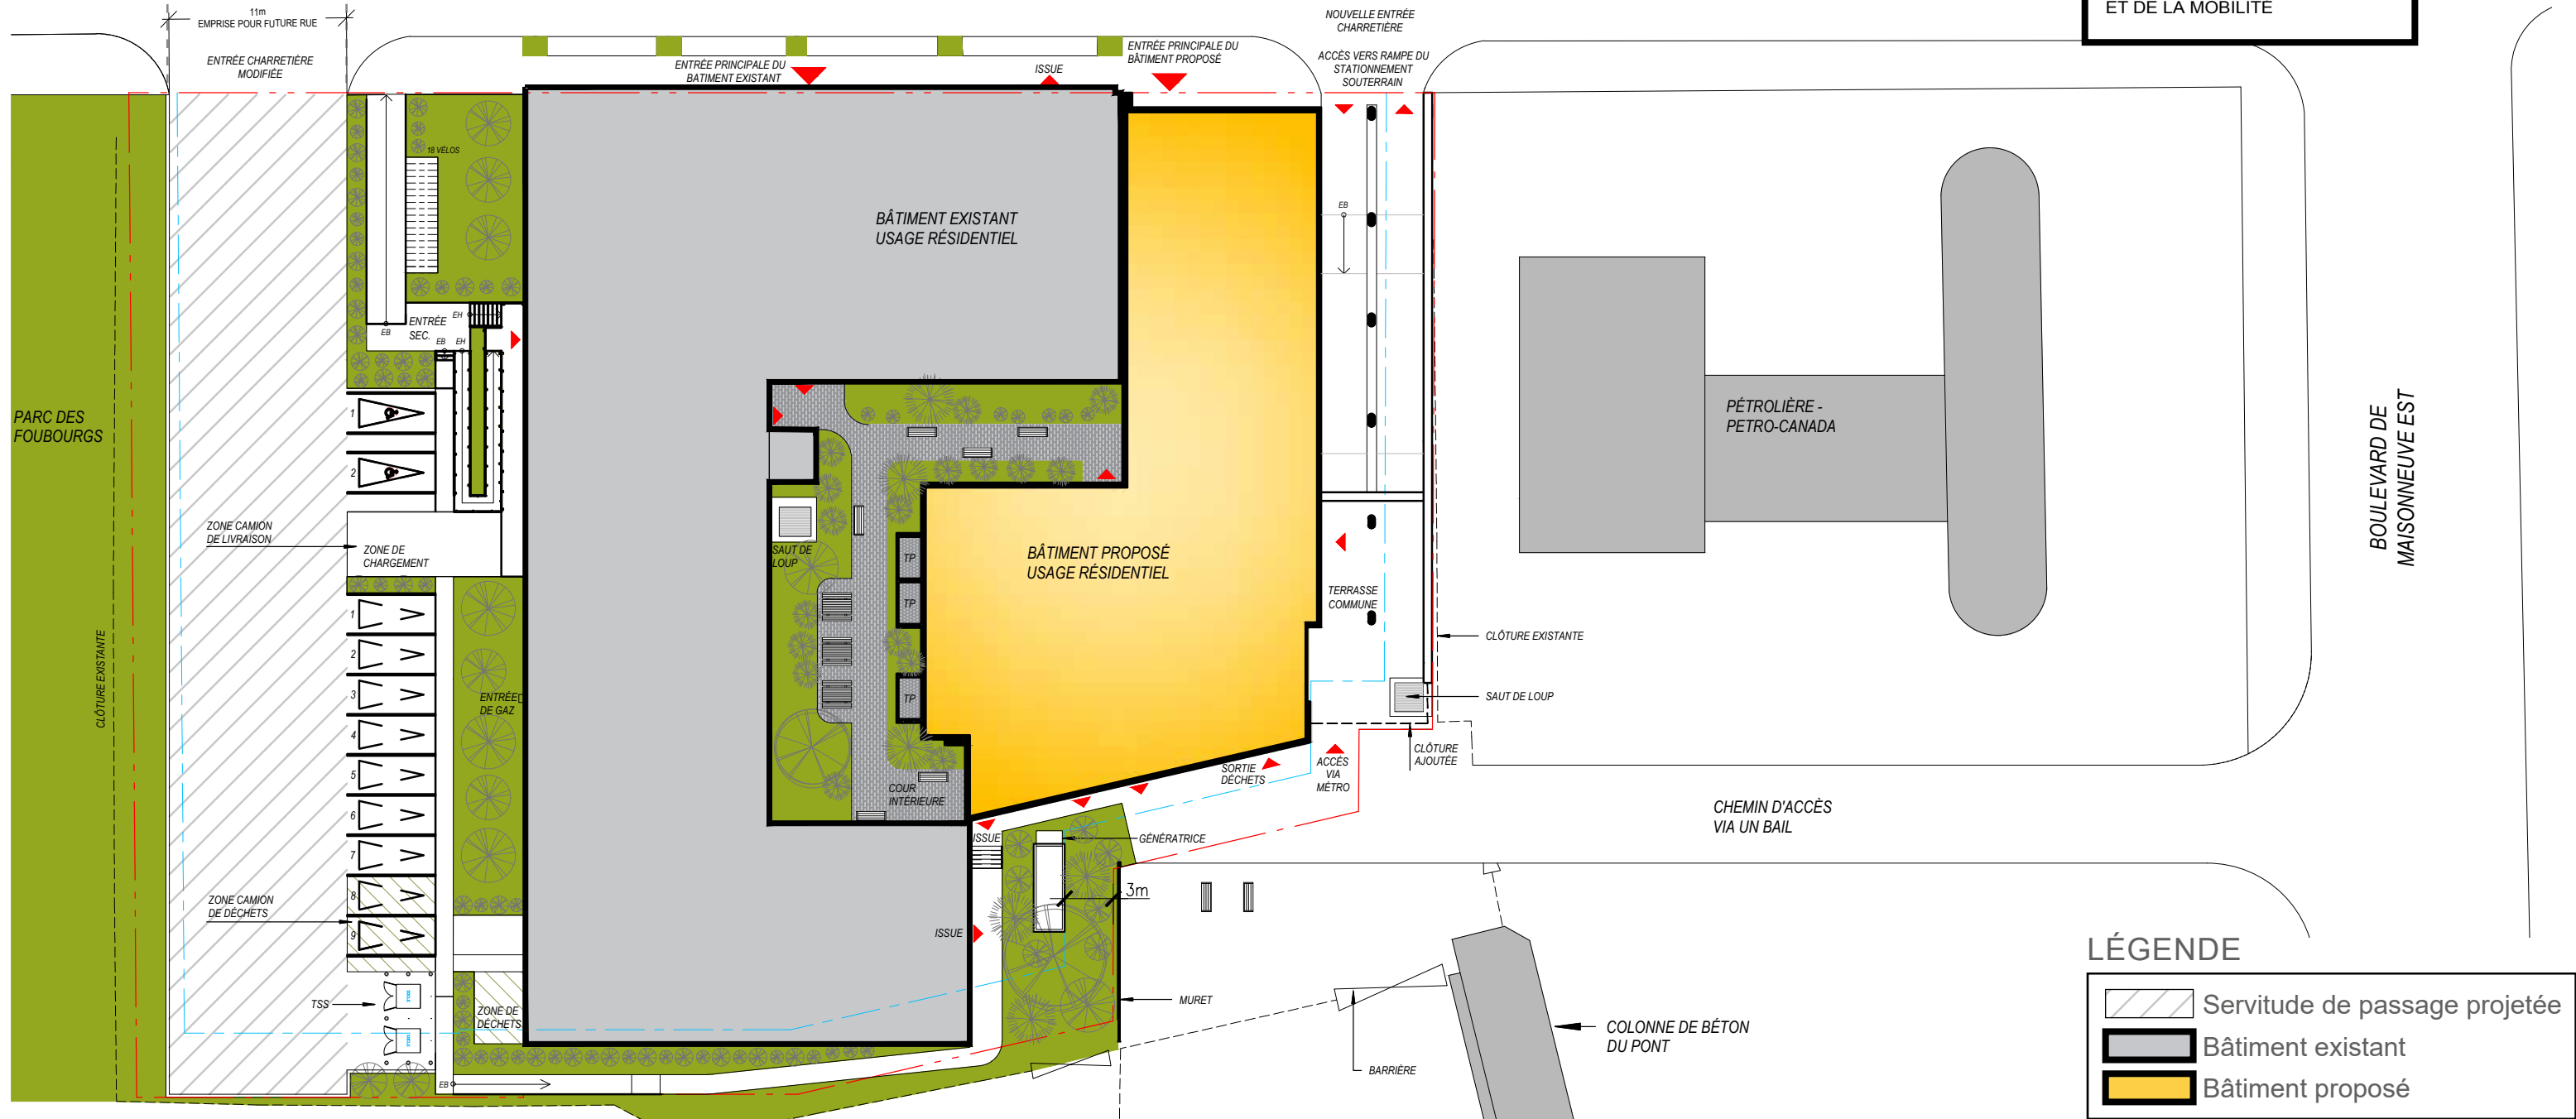 11m
EMPRISE POUR FUTURE RUE
ENTRÉE CHARRETIÈRE
MODIFIÉE
ENTRÉE PRINCIPALE DU
BATIMENT EXISTANT
ISSUE
ENTRÉE PRINCIPALE DU
BÂTIMENT PROPOSÉ
NOUVELLE ENTRÉE
CHARRETIÈRE
ACCÈS VERS RAMPE DU
STATIONNEMENT
SOUTERRAIN
ET DE LA MOBILITÉ
18 VÉLOS
BÂTIMENT EXISTANT
USAGE RÉSIDENTIEL
EB
EB
ENTRÉE
SEC.
EH
EB
EH
PARC DES
FOUBOURGS
1
2
PÉTROLIÈRE -
PETRO-CANADA
BOULEVARD DE
MAISONNEUVE EST
ZONE CAMION
DE LIVRAISON
ZONE DE
CHARGEMENT
SAUT DE
LOUP
TP
TP
TP
BÂTIMENT PROPOSÉ
USAGE RÉSIDENTIEL
TERRASSE
COMMUNE
CLÔTURE EXISTANTE
CLÔTURE EXISTANTE
SAUT DE LOUP
1
2
3
4
5
6
7
8
9
ENTRÉE
DE GAZ
CLÔTURE
AJOUTÉE
ACCÈS
VIA
MÉTRO
SORTIE
DÉCHETS
COUR
INTÉRIEURE
CHEMIN D'ACCÈS
VIA UN BAIL
ISSUE
GÉNÉRATRICE
3m
ZONE CAMION
DE DÉCHETS
ISSUE
TSS
ZONE DE
DÉCHETS
MURET
COLONNE DE BÉTON
DU PONT
BARRIÈRE
EB
LÉGENDE
Servitude de passage projetée
Bâtiment existant
Bâtiment proposé